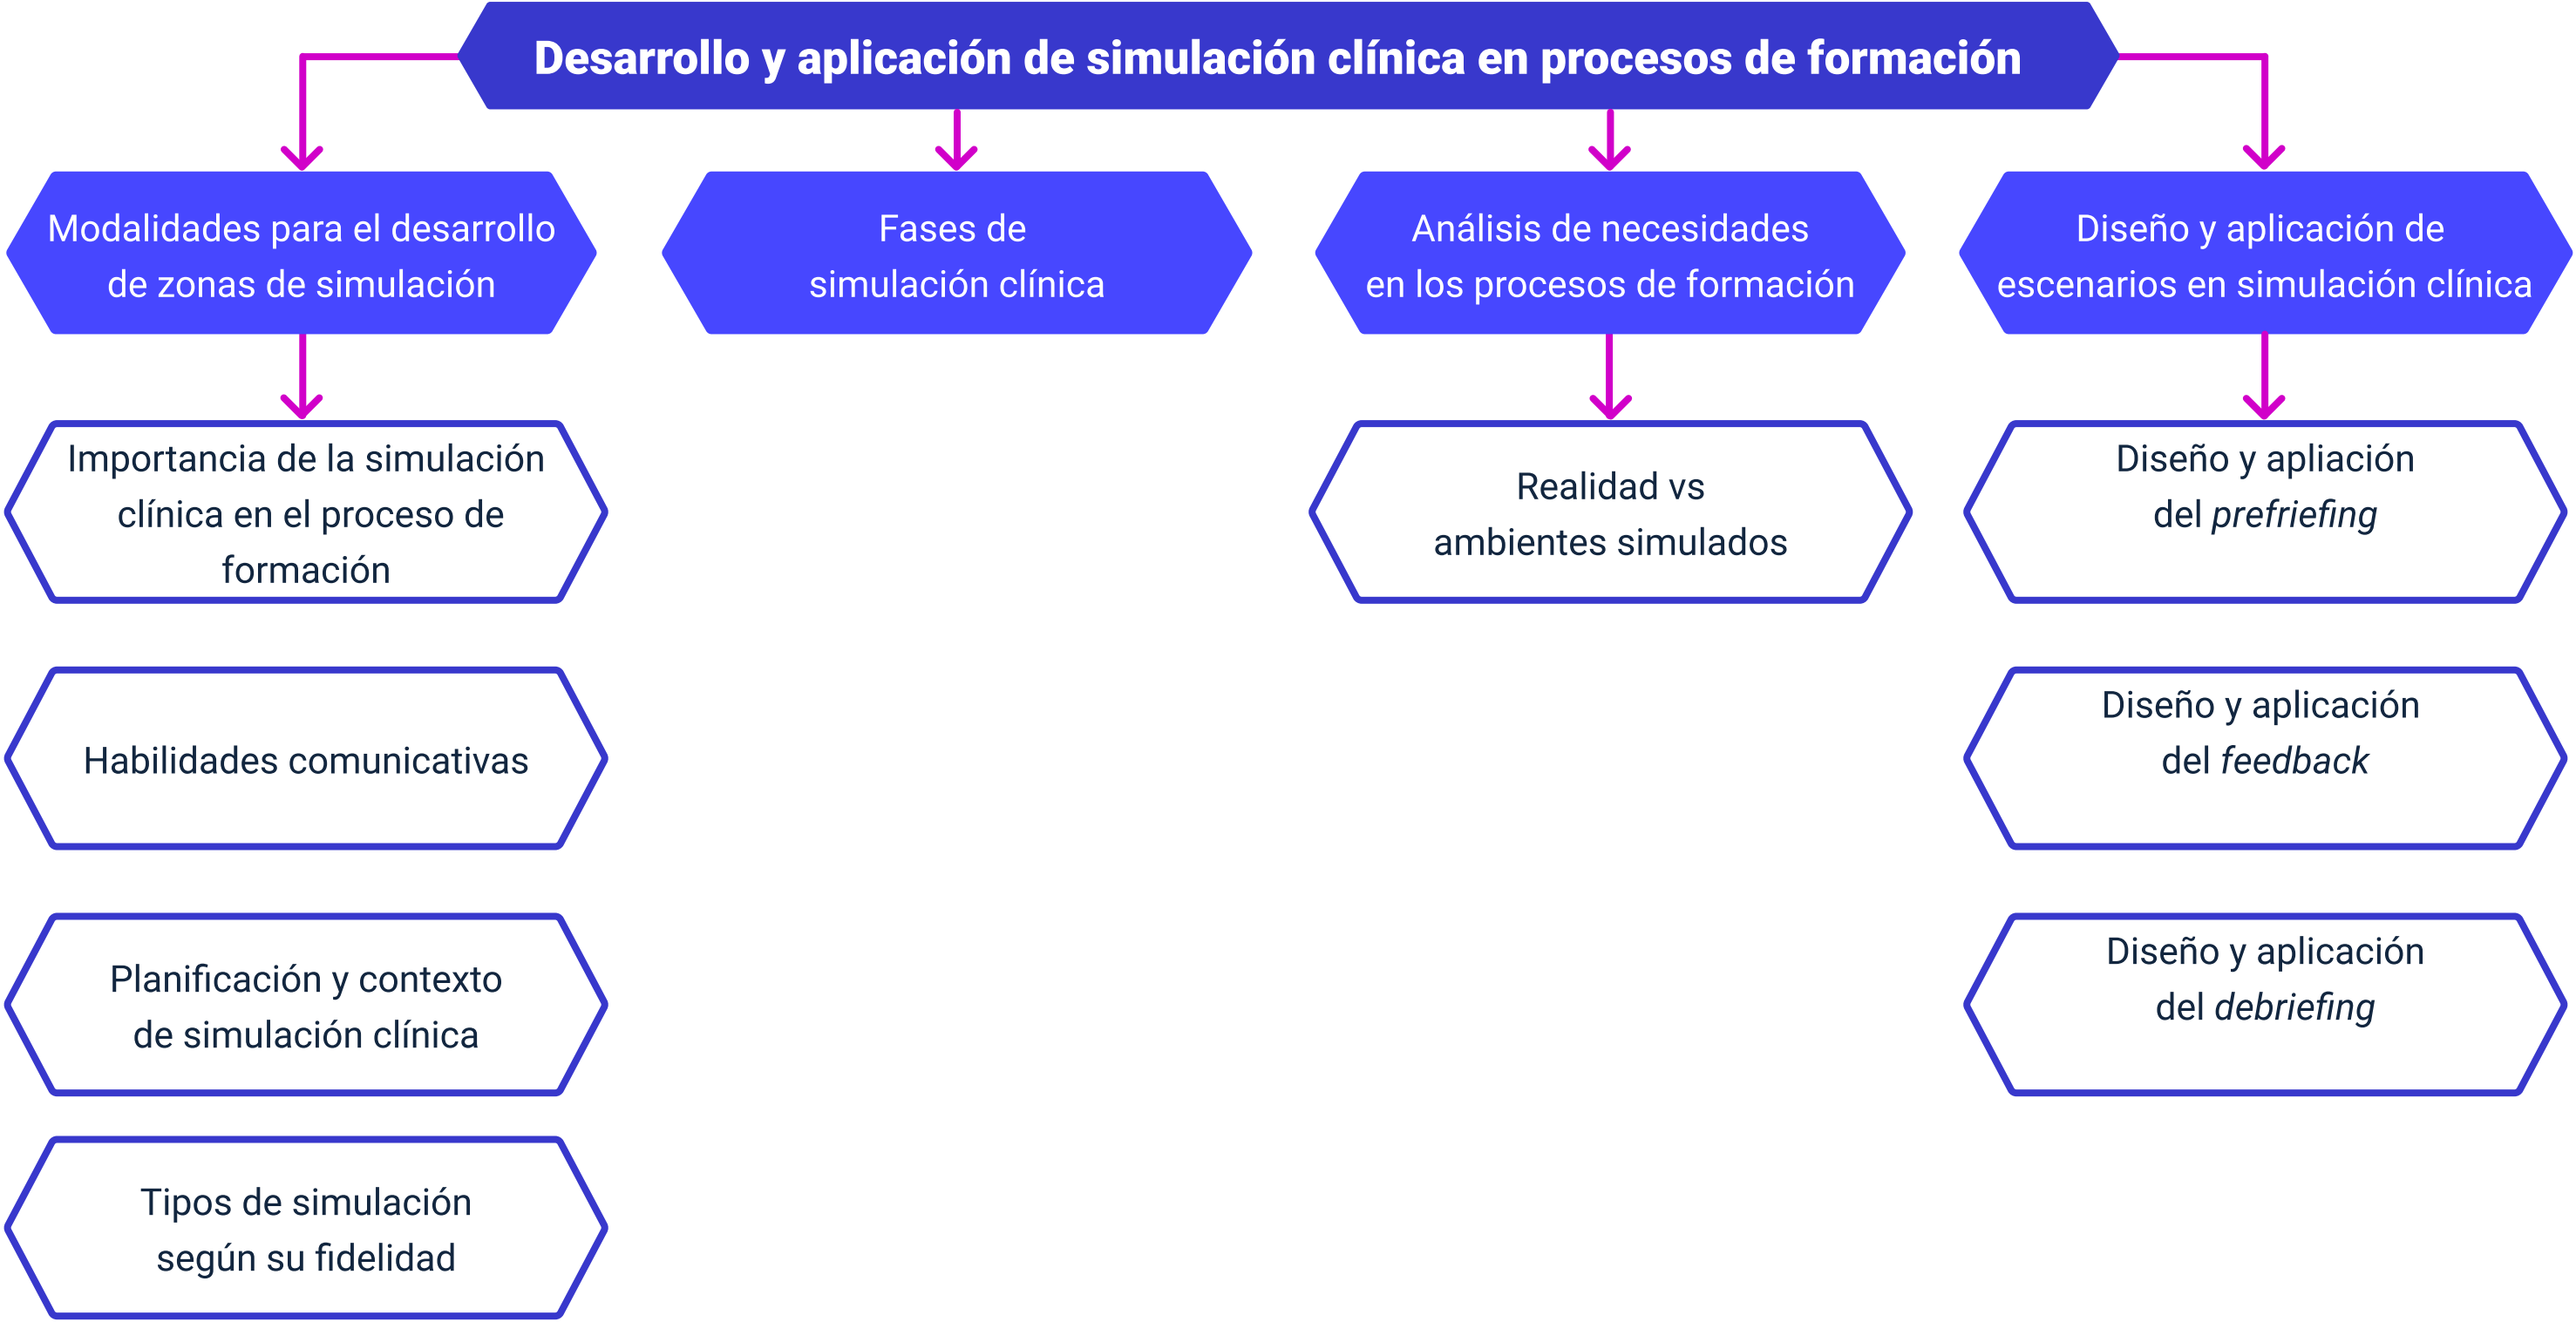 Desarrollo y aplicación de simulación clínica en procesos de formación
Modalidades para el desarrollo
de zonas de simulación
Fases de
simulación clínica
Análisis de necesidades
en los procesos de formación
Diseño y aplicación de
escenarios en simulación clínica
Importancia de la simulación
clínica en el proceso de
formación
Realidad vs
ambientes simulados
Diseño y apliación
del prefriefing
Habilidades comunicativas
Diseño y aplicación
del feedback
Planificación y contexto
de simulación clínica
Diseño y aplicación
del debriefing
Tipos de simulación
según su fidelidad